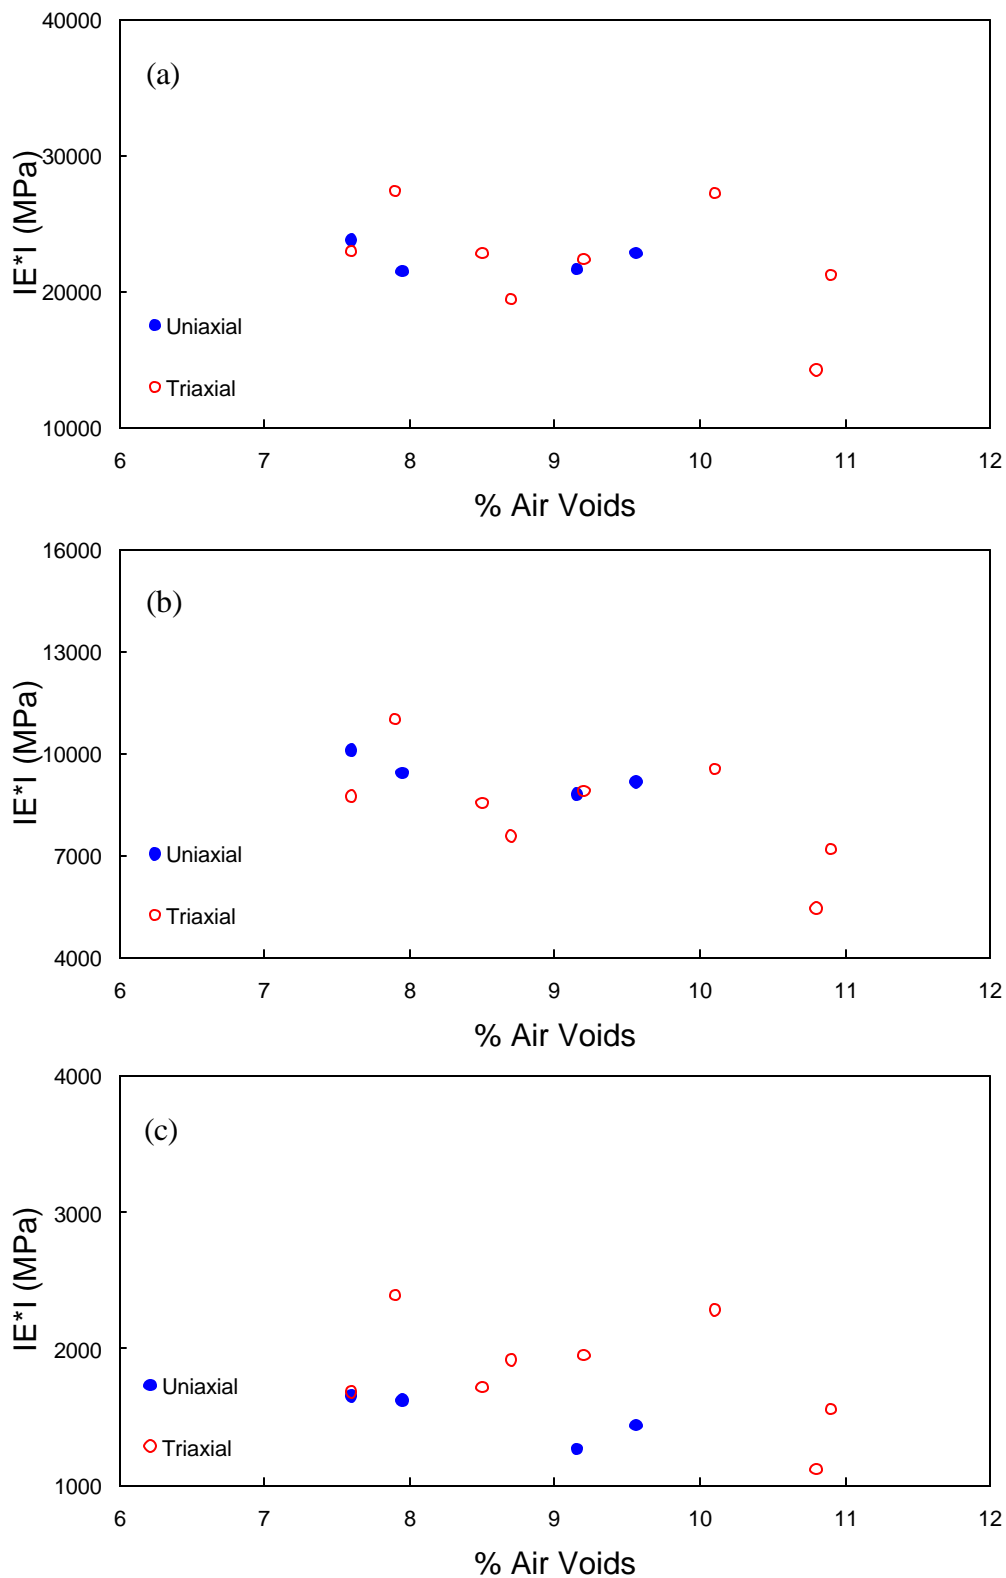 40000
(a)
30000
IE*I (MPa)
20000
Uniaxial
Triaxial
10000
6 7 8 9 10 11 12
% Air Voids
16000
(b)
13000
IE*I (MPa)
10000
7000
Uniaxial
Triaxial
4000
6 7 8 9 10 11 12
% Air Voids
4000
(c)
3000
IE*I (MPa)
2000
Uniaxial
Triaxial
1000
6 7 8 9 10 11 12
% Air Voids